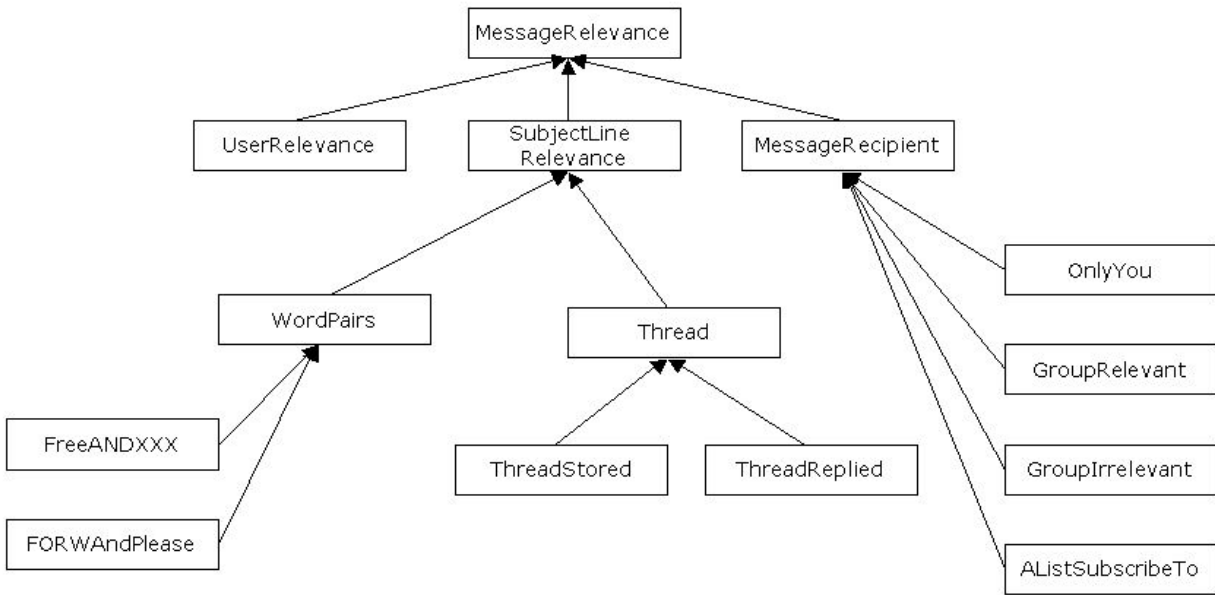 MessageRelevance
UserRelevance
SubjectLine
Relevance
MessageRecipient
OnlyYou
WordPairs
Thread
GroupRelevant
FreeANDXXX
ThreadStored
ThreadReplied
GroupIrrelevant
FORWAndPlease
AListSubscribeTo